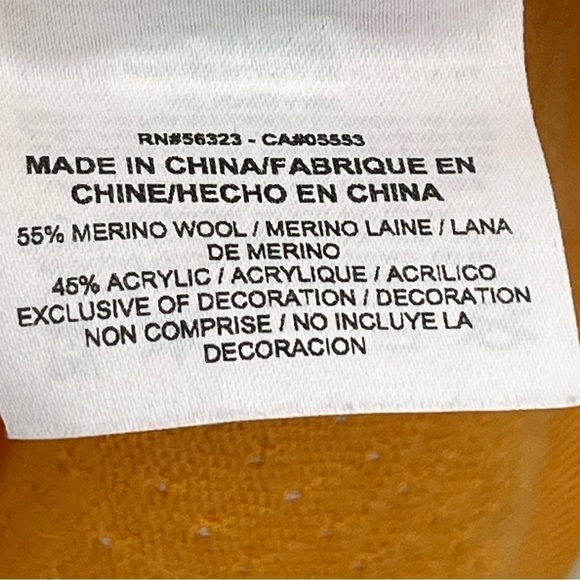 RN#56323 - CA#05553
MADE IN CHINA/FABRIQUE EN
CHINE/HECHO EN CHINA
55% MERINO WOOL / MERINO LAINE / LANA
DE MERINO
45% ACRYLIC / ACRYLIQUE / ACRILICO
EXCLUSIVE OF DECORATION / DECORATION
NON COMPRISE / NO INCLUYE LA
DECORACION